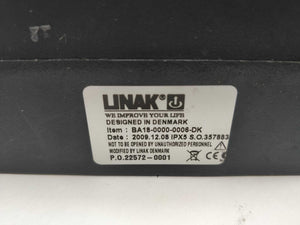 LINAK®
WE IMPROVE YOUR LIFE
DESIGNED IN DENMARK
Item : BA18-0000-0006-DK
Date : 2009.12.08 IPX5 S.O.357883
NOT TO BE OPENED BY UNAUTHORIZED PERSONNEL
MODIFIED BY LINAK DENMARK
P.O.22572-0001